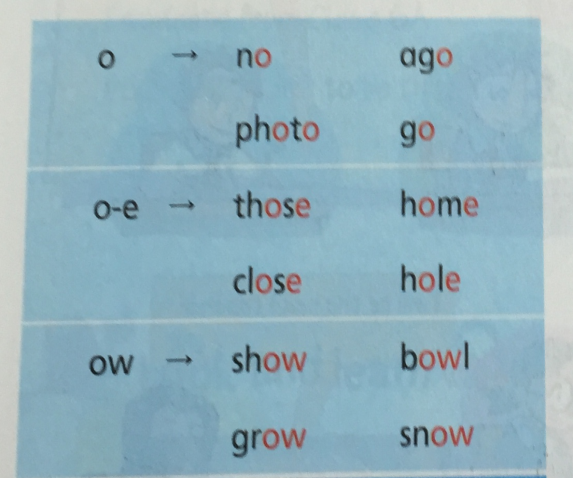 o → no ago
photo go
o-e → those home
close hole
ow → show bowl
grow snow